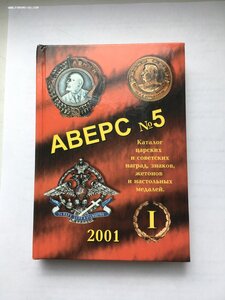 АВЕРС №5
Каталог
царских
и советских
наград, знаков,
жетонов
и настольных
медалей.
I
2001